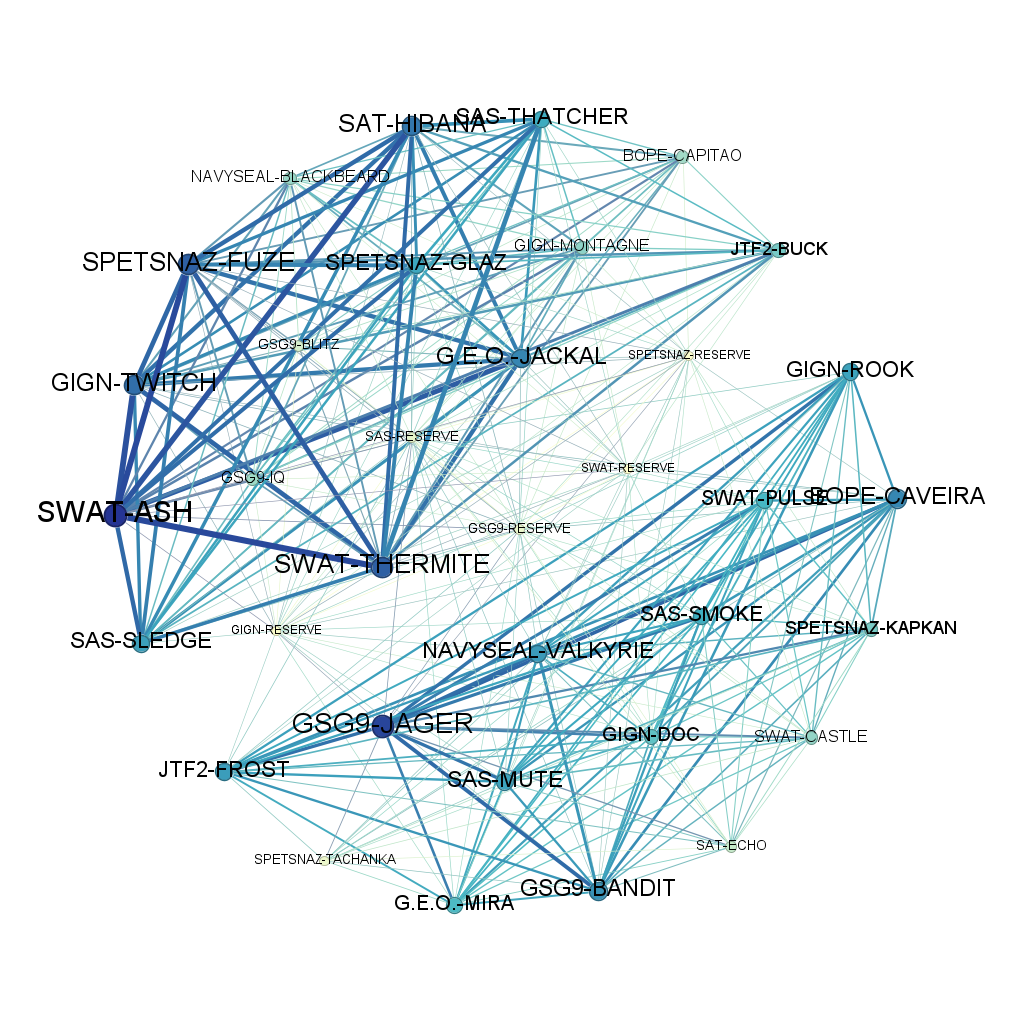 SAT-HIBANA
SAS-THATCHER
BOPE-CAPITAO
NAVYSEAL-BLACKBEARD
GIGN-MONTAGNE
JTF2-BUCK
SPETSNAZ-FUZE
SPETSNAZ-GLAZ
GSG9-BLITZ
G.E.O.-JACKAL
SPETSNAZ-RESERVE
GIGN-ROOK
GIGN-TWITCH
SAS-RESERVE
SWAT-RESERVE
GSG9-IQ
SWAT-PULSE
BOPE-CAVEIRA
SWAT-ASH
GSG9-RESERVE
SWAT-THERMITE
SAS-SMOKE
SPETSNAZ-KAPKAN
GIGN-RESERVE
SAS-SLEDGE
NAVYSEAL-VALKYRIE
GSG9-JAGER
GIGN-DOC
SWAT-CASTLE
JTF2-FROST
SAS-MUTE
SAT-ECHO
SPETSNAZ-TACHANKA
GSG9-BANDIT
G.E.O.-MIRA